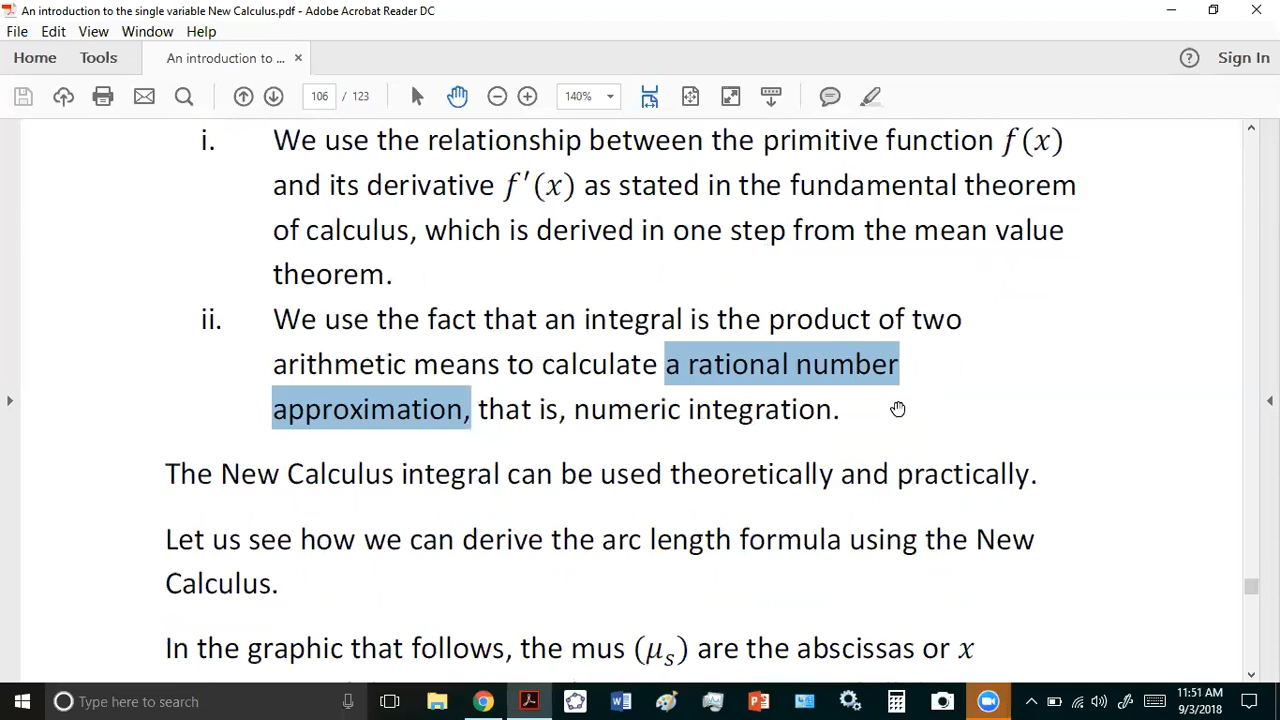 An introduction to the single variable New Calculus.pdf - Adobe Acrobat Reader DC
File Edit View Window Help
Home Tools An introduction to ... × Sign In
106 / 123 140%
i. We use the relationship between the primitive function f(x)
and its derivative f′(x) as stated in the fundamental theorem
of calculus, which is derived in one step from the mean value
theorem.
ii. We use the fact that an integral is the product of two
arithmetic means to calculate a rational number
approximation, that is, numeric integration.
The New Calculus integral can be used theoretically and practically.
Let us see how we can derive the arc length formula using the New
Calculus.
In the graphic that follows, the mus (μₛ) are the abscissas or x
Type here to search
11:51 AM
9/3/2018